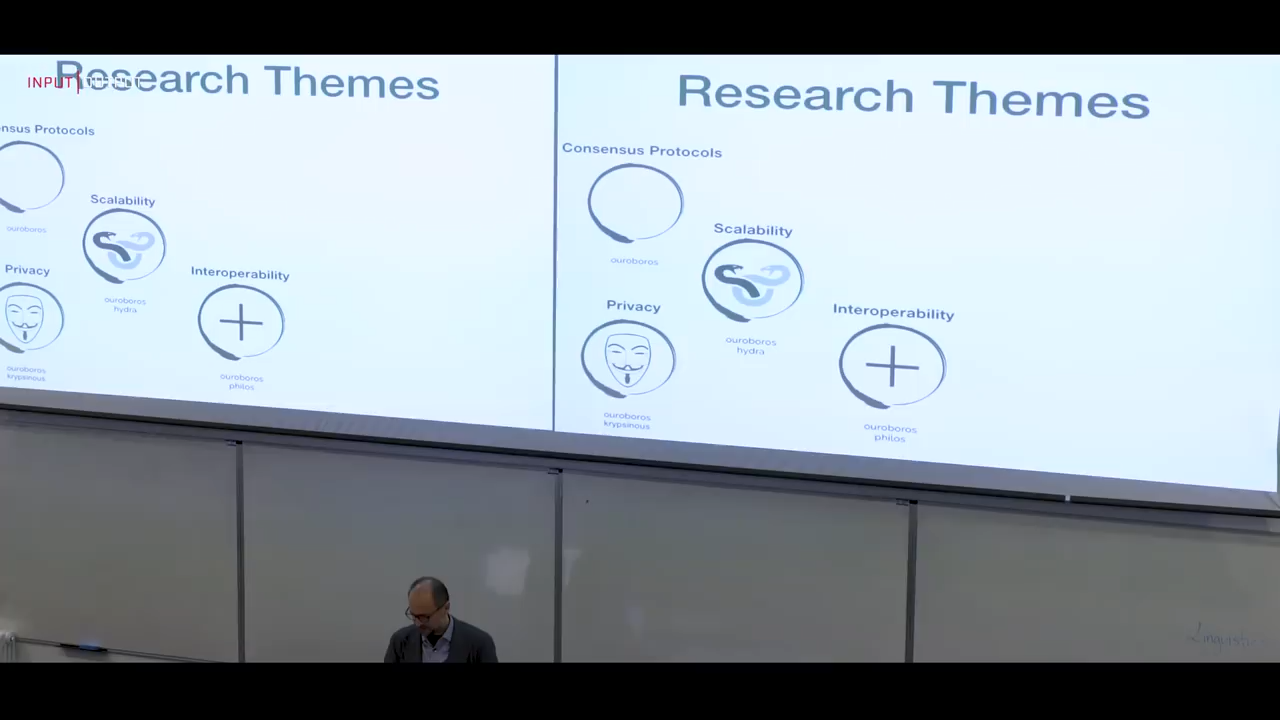 INPUT|OUTPUT
Research Themes
nsus Protocols
ouroboros
Scalability
ouroboros
hydra
Privacy
ouroboros
krypsinous
Interoperability
ouroboros
philos
Research Themes
Consensus Protocols
ouroboros
Scalability
ouroboros
hydra
Privacy
ouroboros
krypsinous
Interoperability
ouroboros
philos